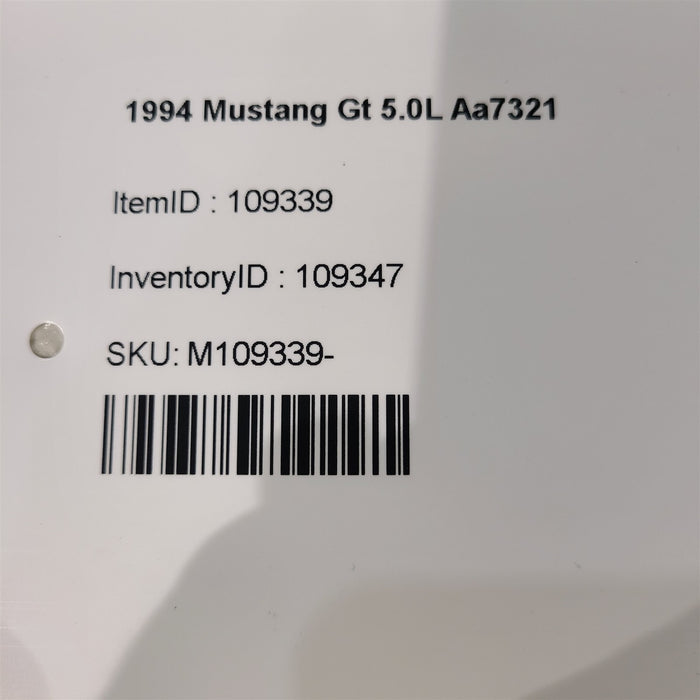 1994 Mustang Gt 5.0L Aa7321
ItemID : 109339
InventoryID : 109347
SKU: M109339-